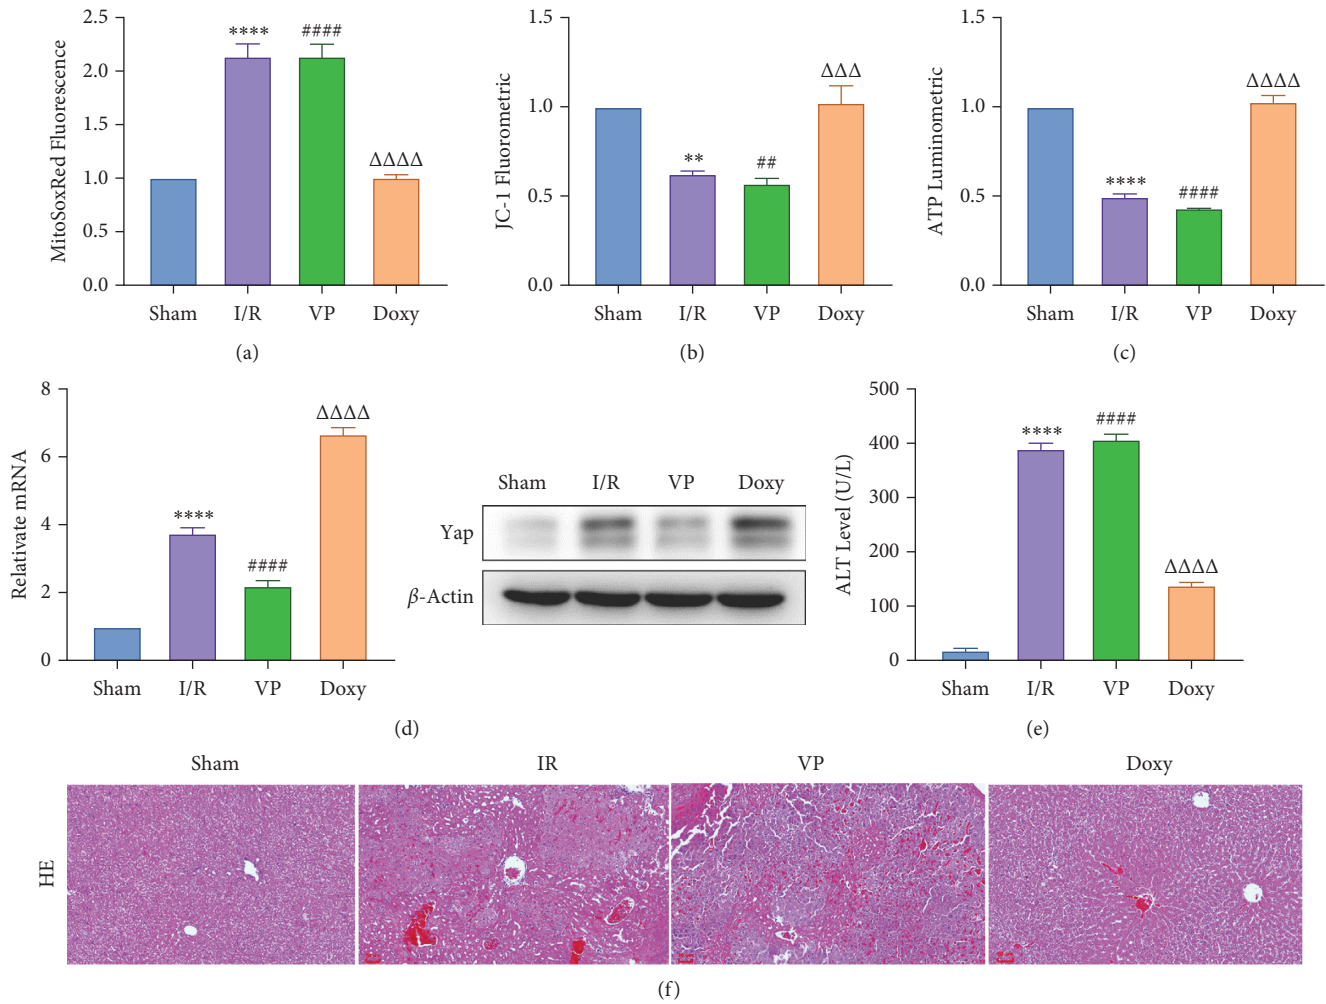 2.5
2.0
1.5
1.0
0.5
0.0
MitoSoxRed Fluorescence
****
####
ΔΔΔΔ
Sham I/R VP Doxy
(a)
1.5
1.0
0.5
0.0
JC-1 Fluorometric
**
##
ΔΔΔ
Sham I/R VP Doxy
(b)
1.5
1.0
0.5
0.0
ATP Luminometric
****
####
ΔΔΔΔ
Sham I/R VP Doxy
(c)
8
6
4
2
0
Relativate mRNA
****
####
ΔΔΔΔ
Sham I/R VP Doxy
Sham I/R VP Doxy
Yap
β-Actin
(d)
500
400
300
200
100
0
ALT Level (U/L)
****
####
ΔΔΔΔ
Sham I/R VP Doxy
(e)
Sham IR VP Doxy
HE
(f)